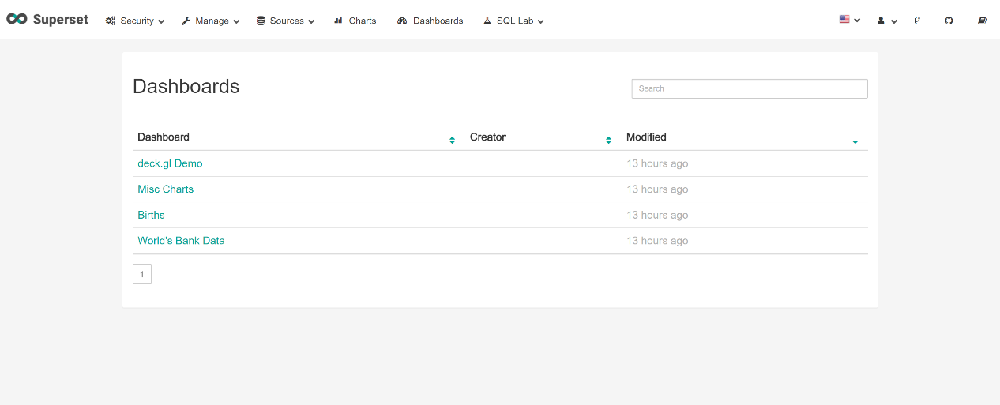 Superset Security Manage Sources Charts Dashboards SQL Lab
Dashboards
Search
Dashboard Creator Modified
deck.gl Demo 13 hours ago
Misc Charts 13 hours ago
Births 13 hours ago
World's Bank Data 13 hours ago
1